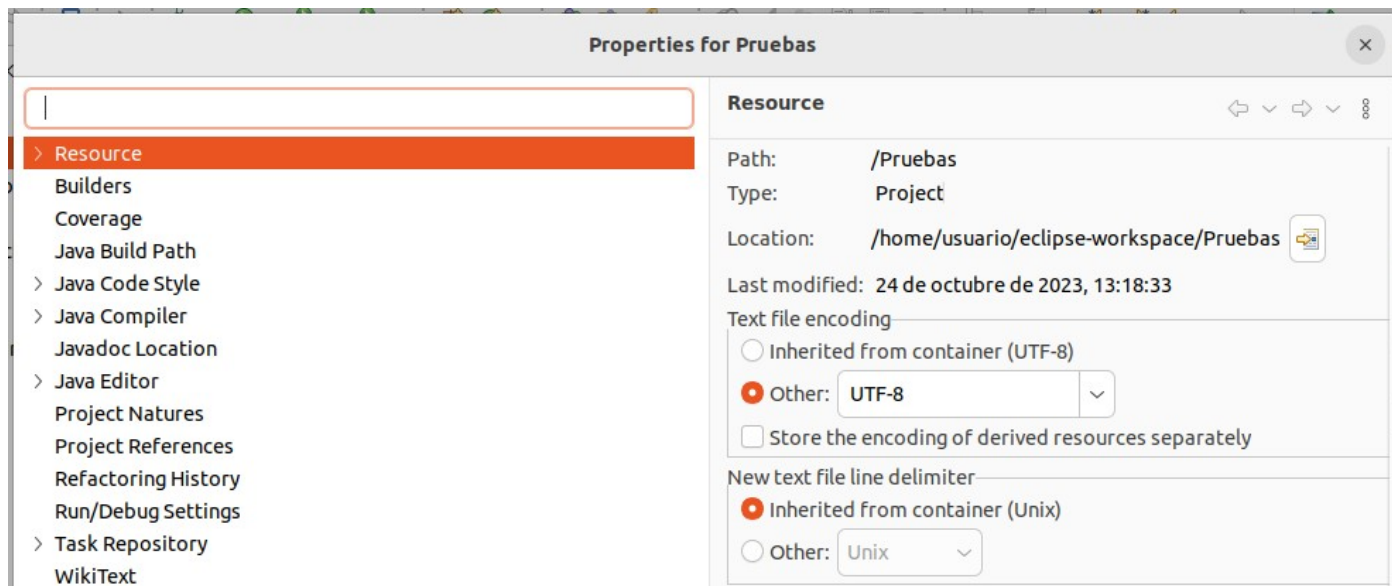 Properties for Pruebas
Resource
Builders
Coverage
Java Build Path
Java Code Style
Java Compiler
Javadoc Location
Java Editor
Project Natures
Project References
Refactoring History
Run/Debug Settings
Task Repository
WikiText
Resource
Path: /Pruebas
Type: Project
Location: /home/usuario/eclipse-workspace/Pruebas
Last modified: 24 de octubre de 2023, 13:18:33
Text file encoding
Inherited from container (UTF-8)
Other: UTF-8
Store the encoding of derived resources separately
New text file line delimiter
Inherited from container (Unix)
Other: Unix